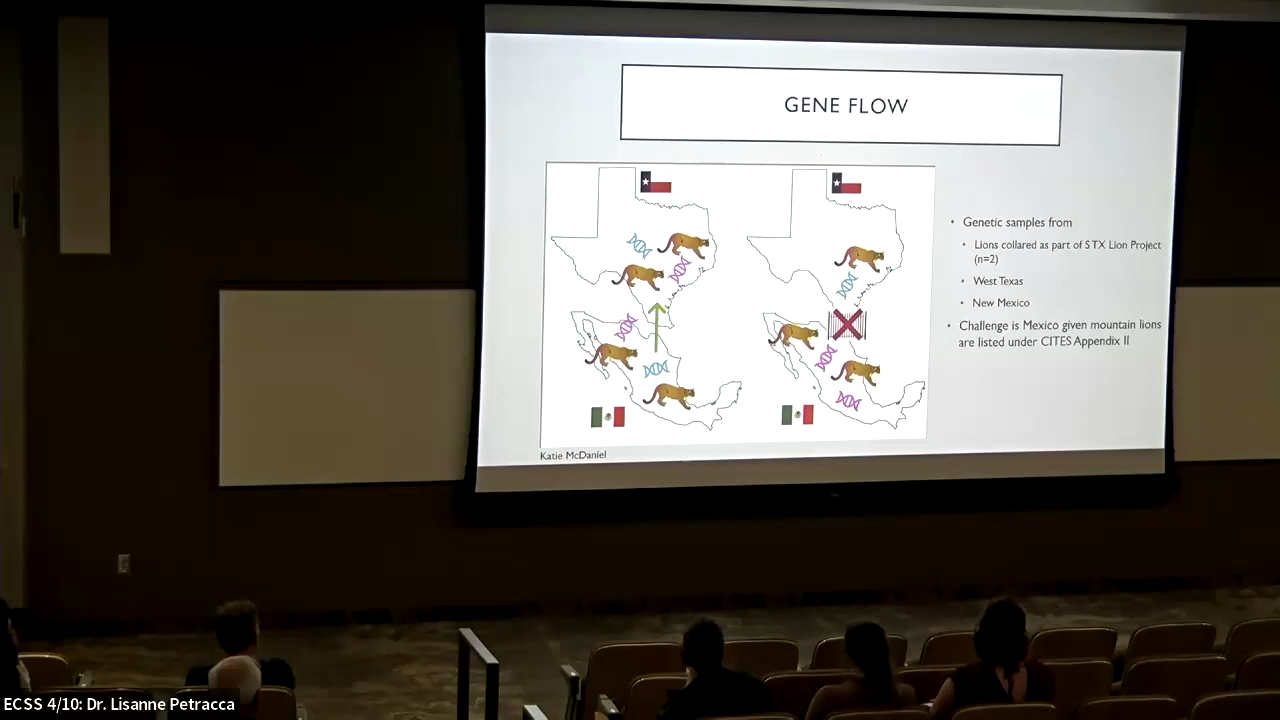 GENE FLOW
• Genetic samples from
• Lions collared as part of STX Lion Project
(n=2)
• West Texas
• New Mexico
• Challenge is Mexico given mountain lions
are listed under CITES Appendix II
Katie McDaniel
ECSS 4/10: Dr. Lisanne Petracca